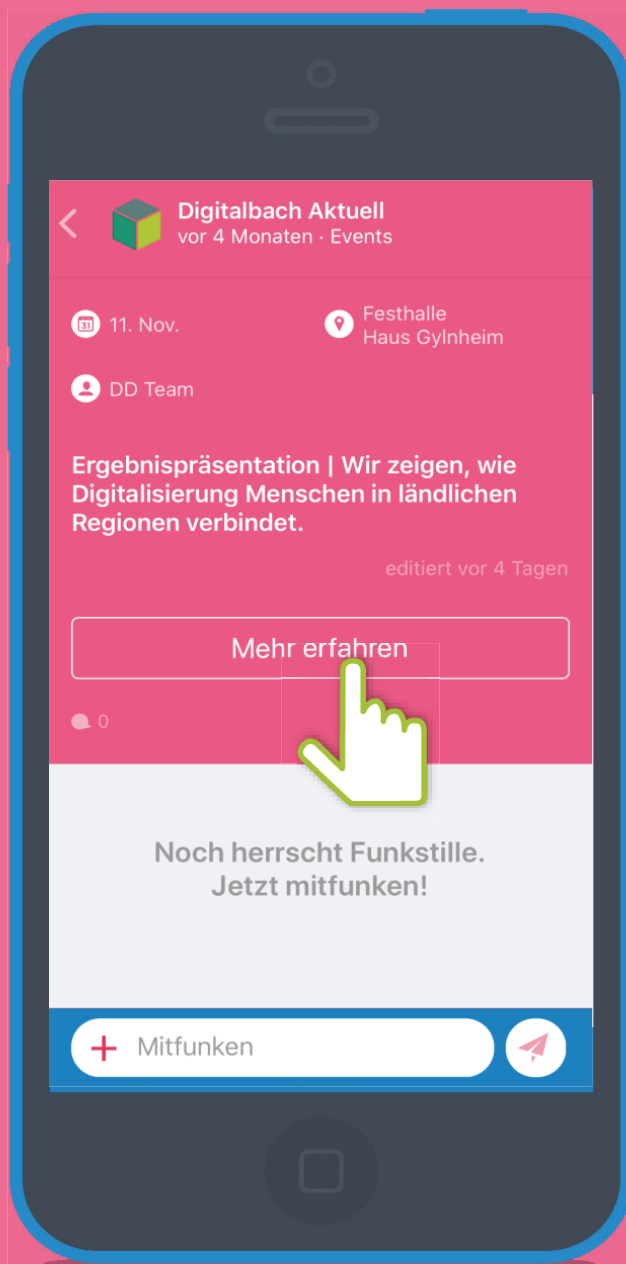 Digitalbach Aktuell
vor 4 Monaten · Events
31
11. Nov.
Festhalle
Haus Gylnheim
DD Team
Ergebnispräsentation | Wir zeigen, wie
Digitalisierung Menschen in ländlichen
Regionen verbindet.
editiert vor 4 Tagen
Mehr erfahren
0
Noch herrscht Funkstille.
Jetzt mitfunken!
+ Mitfunken